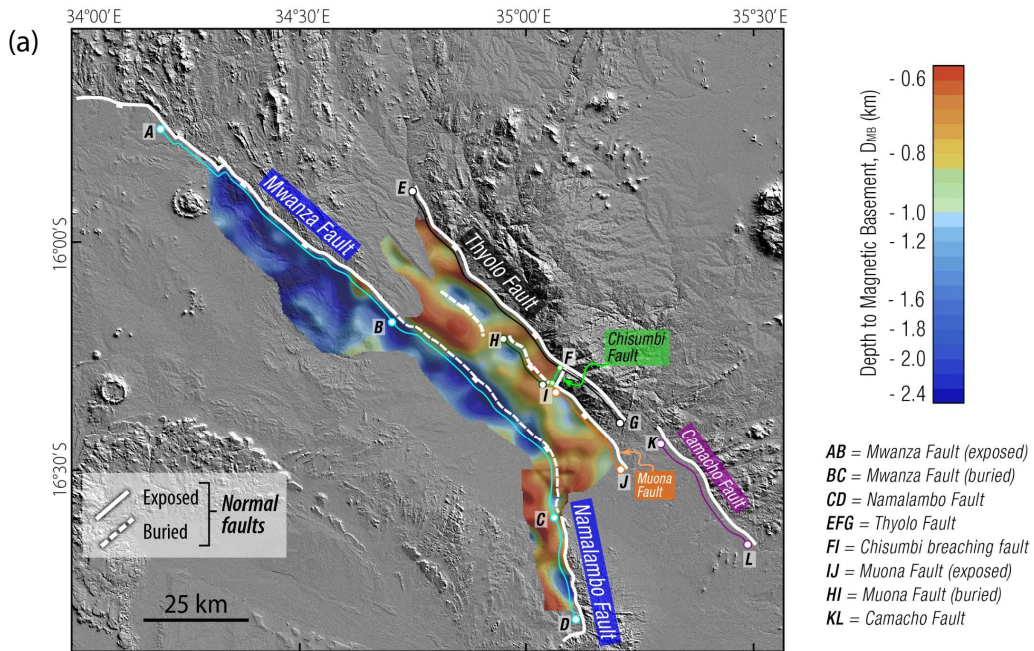 (a)
34°00'E 34°30'E 35°00'E 35°30'E
16°00'S
16°30'S
A
B
C
D
E
F
G
H
I
J
K
L
Mwanza Fault
Thyolo Fault
Chisumbi
Fault
Muona
Fault
Camacho Fault
Namalambo Fault
Exposed
Buried
Normal
faults
25 km
Depth to Magnetic Basement, DMB (km)
- 0.6
- 0.8
- 1.0
- 1.2
- 1.6
- 2.0
- 2.4
AB = Mwanza Fault (exposed)
BC = Mwanza Fault (buried)
CD = Namalambo Fault
EFG = Thyolo Fault
FI = Chisumbi breaching fault
IJ = Muona Fault (exposed)
HI = Muona Fault (buried)
KL = Camacho Fault